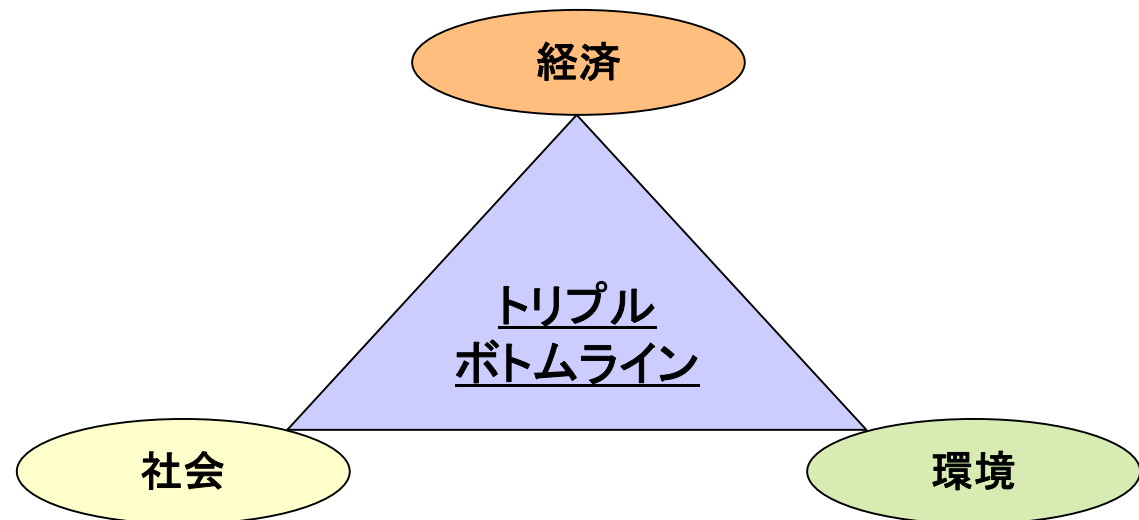 経済
トリプル
ボトムライン
社会
環境